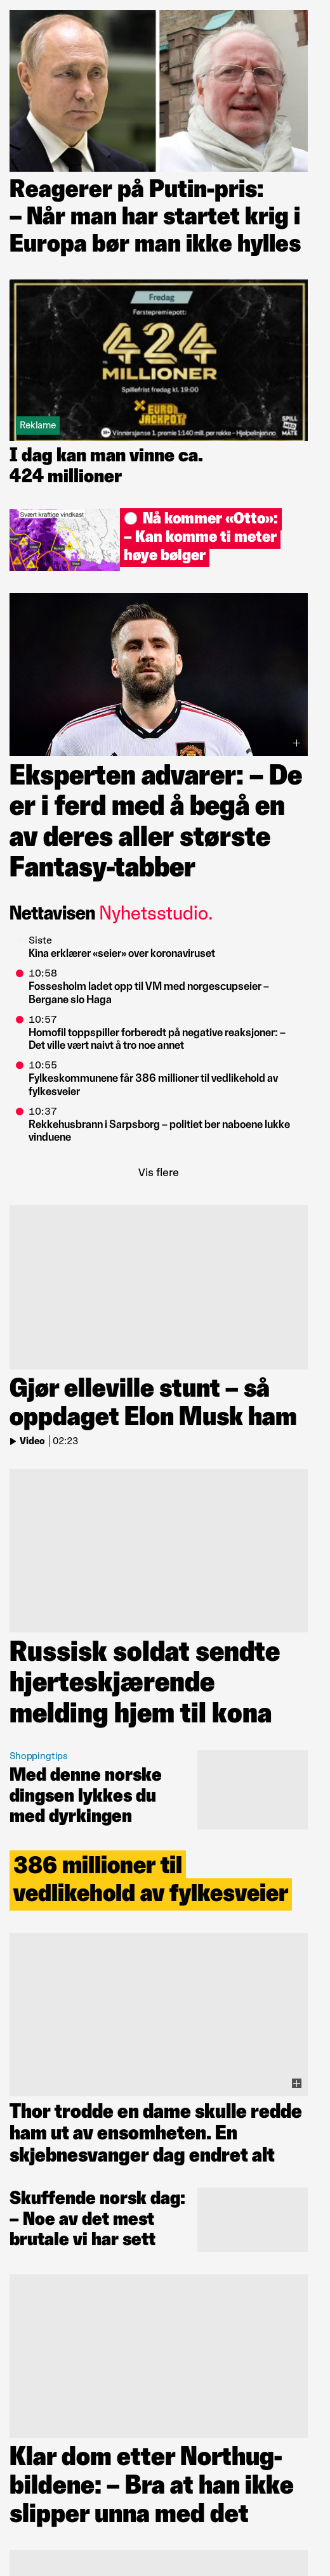 Reagerer på Putin-pris:
– Når man har startet krig i
Europa bør man ikke hylles
Fredag
Førstepremiepott:
424
MILLIONER
Spillefrist fredag kl. 19:00
EURO
JACKPOT
SPILL
MED
MÅTE
18+ Vinnersjanse 1. premie 1:140 mill. per rekke – Hjelpelinjen.no
Reklame
I dag kan man vinne ca.
424 millioner
Svært kraftige vindkast
Nå kommer «Otto»:
– Kan komme ti meter
høye bølger
Eksperten advarer: – De
er i ferd med å begå en
av deres aller største
Fantasy-tabber
Nettavisen Nyhetsstudio.
Siste
Kina erklærer «seier» over koronaviruset
10:58
Fossesholm ladet opp til VM med norgescupseier –
Bergane slo Haga
10:57
Homofil toppspiller forberedt på negative reaksjoner: –
Det ville vært naivt å tro noe annet
10:55
Fylkeskommunene får 386 millioner til vedlikehold av
fylkesveier
10:37
Rekkehusbrann i Sarpsborg – politiet ber naboene lukke
vinduene
Vis flere
Gjør elleville stunt – så
oppdaget Elon Musk ham
Video | 02:23
Russisk soldat sendte
hjerteskjærende
melding hjem til kona
Shoppingtips
Med denne norske
dingsen lykkes du
med dyrkingen
386 millioner til
vedlikehold av fylkesveier
Thor trodde en dame skulle redde
ham ut av ensomheten. En
skjebnesvanger dag endret alt
Skuffende norsk dag:
– Noe av det mest
brutale vi har sett
Klar dom etter Northug-
bildene: – Bra at han ikke
slipper unna med det